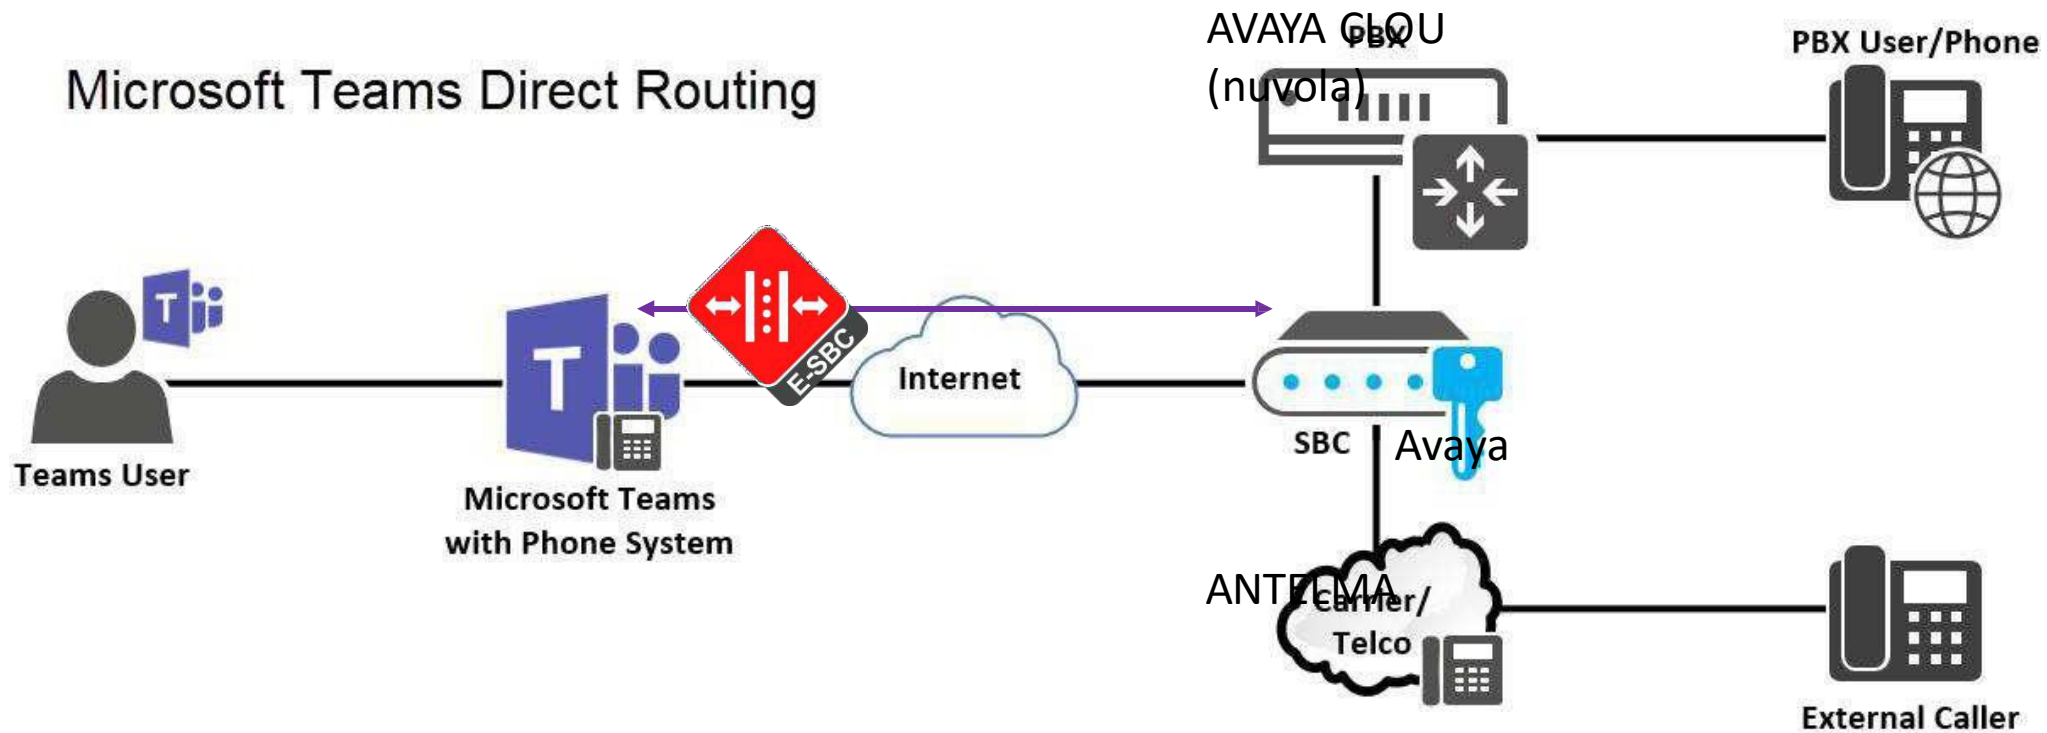 Microsoft Teams Direct Routing
AVAYA CLOU
PBX
(nuvola)
PBX User/Phone
T
T
E-SBC
Internet
SBC
Avaya
Teams User
Microsoft Teams
with Phone System
ANTELMA
Carrier/
Telco
External Caller